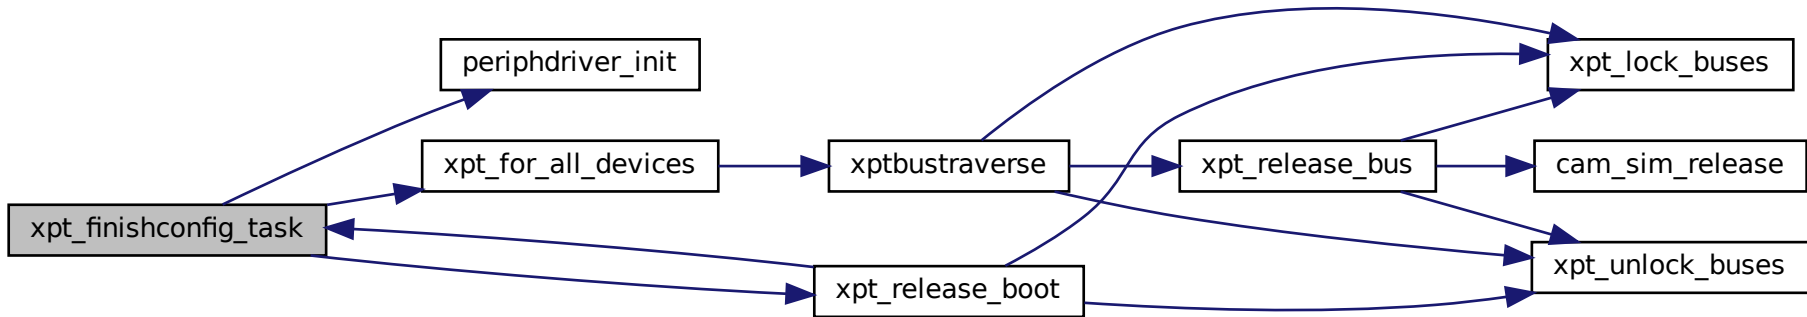 xpt_finishconfig_task
periphdriver_init
xpt_for_all_devices
xpt_release_boot
xptbustraverse
xpt_release_bus
xpt_lock_buses
cam_sim_release
xpt_unlock_buses